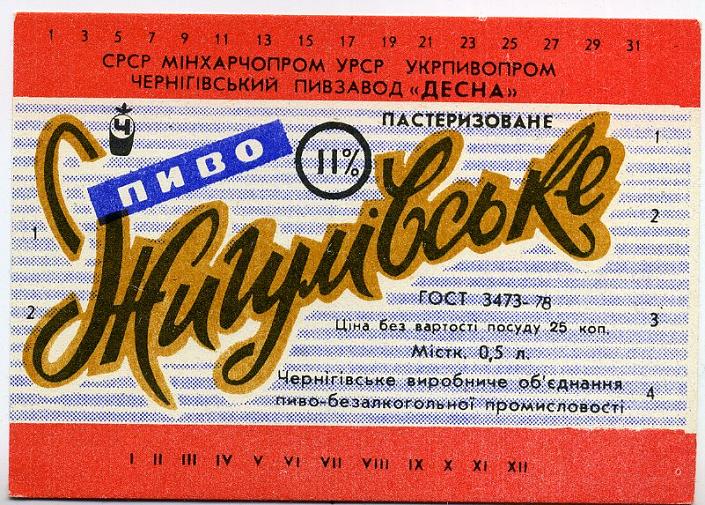 1 3 5 7 9 11 13 15 17 19 21 23 25 27 29 31
СРСР МІНХАРЧОПРОМ УРСР УКРПИВОПРОМ
ЧЕРНІГІВСЬКИЙ ПИВЗАВОД «ДЕСНА»
ПАСТЕРИЗОВАНЕ
Ч
ПИВО
11%
Жигулівське
1
2
1
2
3
4
ГОСТ 3473-78
Ціна без вартості посуду 25 коп.
Містк. 0,5 л.
Чернігівське виробниче об'єднання
пиво-безалкогольної промисловості
I II III IV V VI VII VIII IX X XI XII